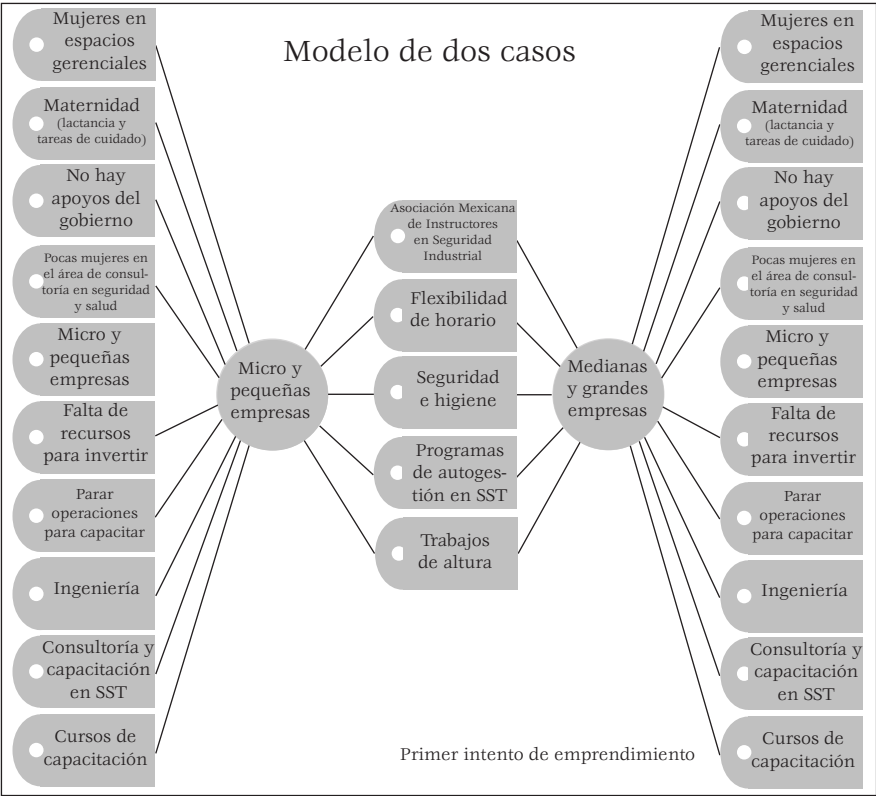 Modelo de dos casos
Mujeres en
espacios
gerenciales
Maternidad
(lactancia y
tareas de cuidado)
No hay
apoyos del
gobierno
Pocas mujeres en
el área de consul-
toría en seguridad
y salud
Micro y
pequeñas
empresas
Falta de
recursos
para invertir
Parar
operaciones
para capacitar
Ingeniería
Consultoría y
capacitación
en SST
Cursos de
capacitación
Micro y
pequeñas
empresas
Asociación Mexicana
de Instructores
en Seguridad
Industrial
Flexibilidad
de horario
Seguridad
e higiene
Programas
de autoges-
tión en SST
Trabajos
de altura
Medianas
y grandes
empresas
Mujeres en
espacios
gerenciales
Maternidad
(lactancia y
tareas de cuidado)
No hay
apoyos del
gobierno
Pocas mujeres en
el área de consul-
toría en seguridad
y salud
Micro y
pequeñas
empresas
Falta de
recursos
para invertir
Parar
operaciones
para capacitar
Ingeniería
Consultoría y
capacitación
en SST
Cursos de
capacitación
Primer intento de emprendimiento